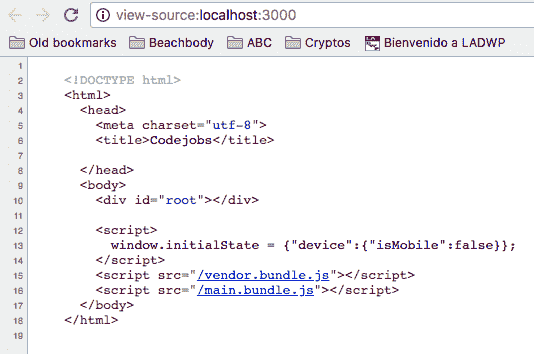 view-source:localhost:3000
Old bookmarks Beachbody ABC Cryptos Bienvenido a LADWP
1
2 <!DOCTYPE html>
3 <html>
4 <head>
5 <meta charset="utf-8">
6 <title>Codejobs</title>
7
8 </head>
9 <body>
10 <div id="root"></div>
11
12 <script>
13 window.initialState = {"device":{"isMobile":false}};
14 </script>
15 <script src="/vendor.bundle.js"></script>
16 <script src="/main.bundle.js"></script>
17 </body>
18 </html>
19